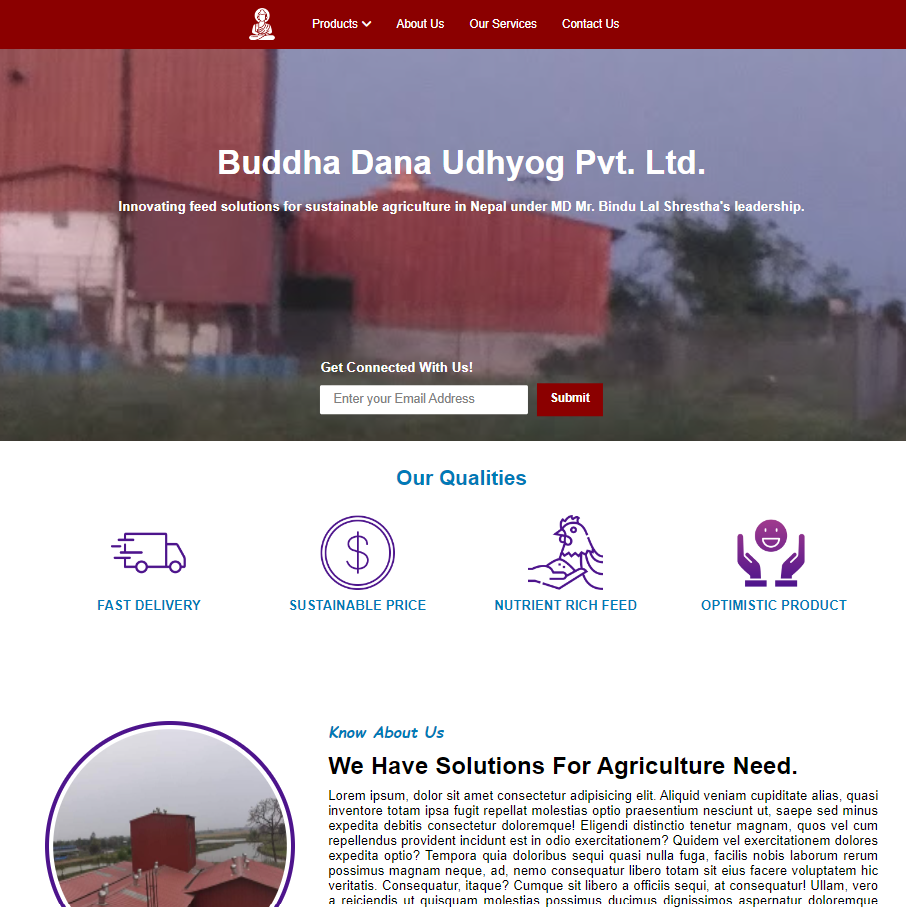 Products
About Us
Our Services
Contact Us
Buddha Dana Udhyog Pvt. Ltd.
Innovating feed solutions for sustainable agriculture in Nepal under MD Mr. Bindu Lal Shrestha's leadership.
Get Connected With Us!
Enter your Email Address
Submit
Our Qualities
FAST DELIVERY
SUSTAINABLE PRICE
NUTRIENT RICH FEED
OPTIMISTIC PRODUCT
Know About Us
We Have Solutions For Agriculture Need.
Lorem ipsum, dolor sit amet consectetur adipisicing elit. Aliquid veniam cupiditate alias, quasi
inventore totam ipsa fugit repellat molestias optio praesentium nesciunt ut, saepe sed minus
expedita debitis consectetur doloremque! Eligendi distinctio tenetur magnam, quos vel cum
repellendus provident incidunt est in odio exercitationem? Quidem vel exercitationem dolores
expedita optio? Tempora quia doloribus sequi quasi nulla fuga, facilis nobis laborum rerum
possimus magnam neque, ad, nemo consequatur libero totam sit eius facere voluptatem hic
veritatis. Consequatur, itaque? Cumque sit libero a officiis sequi, at consequatur! Ullam, vero
a reiciendis ut quisquam molestias possimus ducimus dignissimos aspernatur doloremque